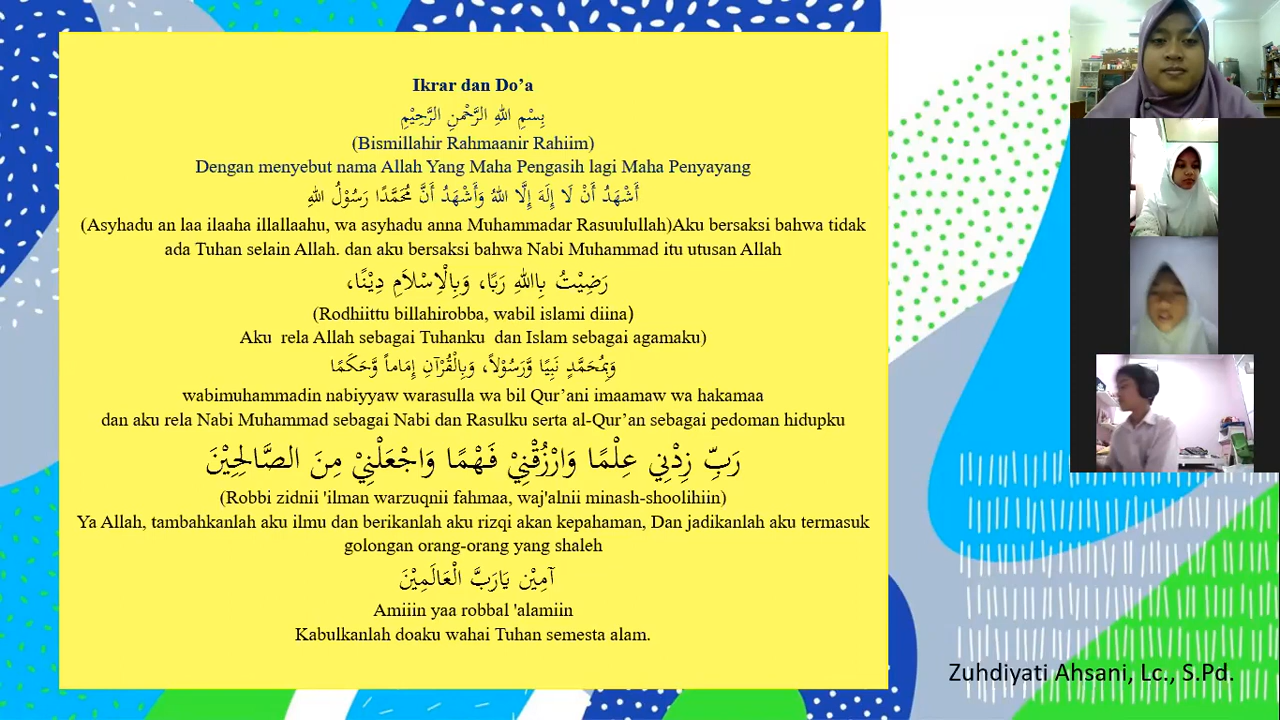 Ikrar dan Do’a
بِسْمِ اللهِ الرَّحْمنِ الرَّحِيْمِ
(Bismillahir Rahmaanir Rahiim)
Dengan menyebut nama Allah Yang Maha Pengasih lagi Maha Penyayang
أَشْهَدُ أَنْ لَا إِلَهَ إِلَّا اللهُ وَأَشْهَدُ أَنَّ مُحَمَّدًا رَسُوْلُ اللهِ
(Asyhadu an laa ilaaha illallaahu, wa asyhadu anna Muhammadar Rasuulullah)Aku bersaksi bahwa tidak
ada Tuhan selain Allah. dan aku bersaksi bahwa Nabi Muhammad itu utusan Allah
رَضِيْتُ بِاللهِ رَبًا، وَبِالْاِسْلاَمِ دِيْنًا،
(Rodhiittu billahirobba, wabil islami diina)
Aku  rela Allah sebagai Tuhanku  dan Islam sebagai agamaku)
وَبِمُحَمَّدٍ نَبِيًا وَّرَسُوْلاً، وَبِالْقُرْآنِ إِمَاماً وَّحَكَمًا
wabimuhammadin nabiyyaw warasulla wa bil Qur’ani imaamaw wa hakamaa
dan aku rela Nabi Muhammad sebagai Nabi dan Rasulku serta al-Qur’an sebagai pedoman hidupku
رَبِّ زِدْنِي عِلْمًا وَارْزُقْنِيْ فَهْمًا وَاجْعَلْنِيْ مِنَ الصَّالِحِيْنَ
(Robbi zidnii 'ilman warzuqnii fahmaa, waj'alnii minash-shoolihiin)
Ya Allah, tambahkanlah aku ilmu dan berikanlah aku rizqi akan kepahaman, Dan jadikanlah aku termasuk
golongan orang-orang yang shaleh
آمِيْن يَارَبَّ الْعَالَمِيْنَ
Amiiin yaa robbal 'alamiin
Kabulkanlah doaku wahai Tuhan semesta alam.
Zuhdiyati Ahsani, Lc., S.Pd.